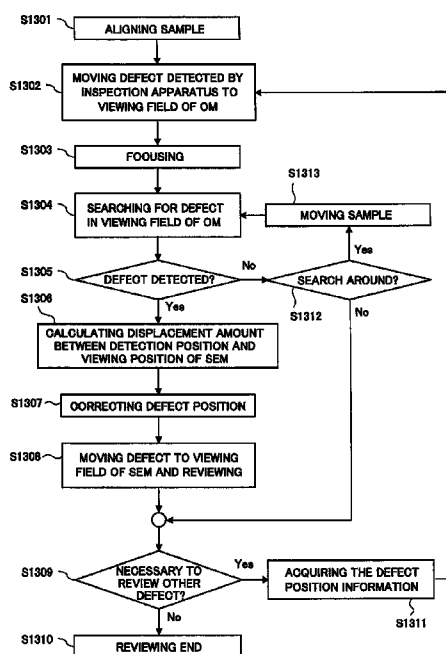 S1301
ALIGNING SAMPLE
S1302
MOVING DEFECT DETECTED BY
INSPECTION APPARATUS TO
VIEWING FIELD OF OM
S1303
FOOUSING
S1313
S1304
SEARCHING FOR DEFECT
IN VIEWING FIELD OF OM
MOVING SAMPLE
Yes
S1305
DEFECT DETECTED?
No
SEARCH AROUND?
S1306
Yes
S1312
No
CALCULATING DISPLACEMENT AMOUNT
BETWEEN DETECTION POSITION AND
VIEWING POSITION OF SEM
S1307
CORRECTING DEFECT POSITION
S1308
MOVING DEFECT TO VIEWING
FIELD OF SEM AND REVIEWING
S1309
NECESSARY TO
REVIEW OTHER
DEFECT?
Yes
ACQUIRING THE DEFECT
POSITION INFORMATION
No
S1311
S1310
REVIEWING END